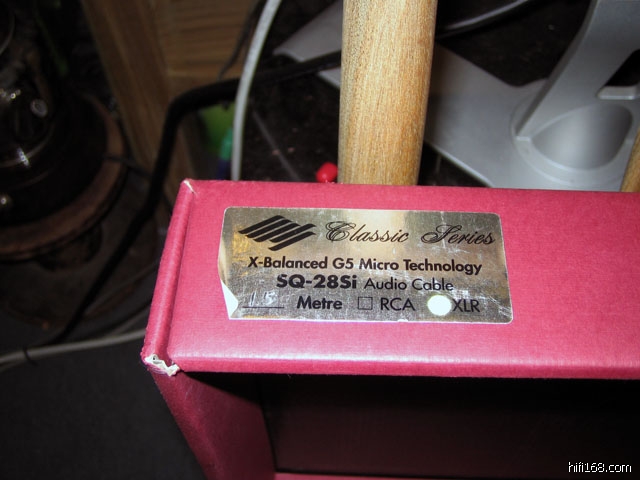 Classic Series
X-Balanced G5 Micro Technology
SQ-28Si Audio Cable
1.5 Metre RCA XLR
hifi168.com